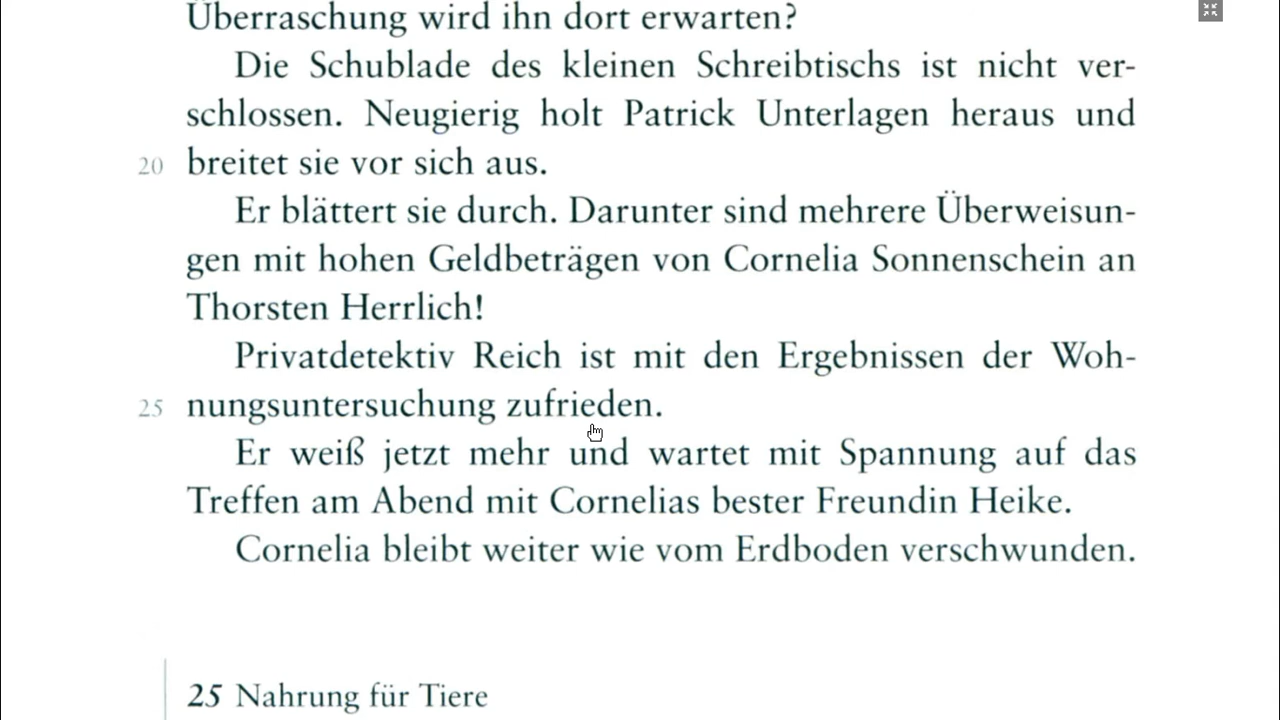 Überraschung wird ihn dort erwarten?
Die Schublade des kleinen Schreibtischs ist nicht ver-
schlossen. Neugierig holt Patrick Unterlagen heraus und
20 breitet sie vor sich aus.
Er blättert sie durch. Darunter sind mehrere Überweisun-
gen mit hohen Geldbeträgen von Cornelia Sonnenschein an
Thorsten Herrlich!
Privatdetektiv Reich ist mit den Ergebnissen der Woh-
25 nungsuntersuchung zufrieden.
Er weiß jetzt mehr und wartet mit Spannung auf das
Treffen am Abend mit Cornelias bester Freundin Heike.
Cornelia bleibt weiter wie vom Erdboden verschwunden.
25 Nahrung für Tiere